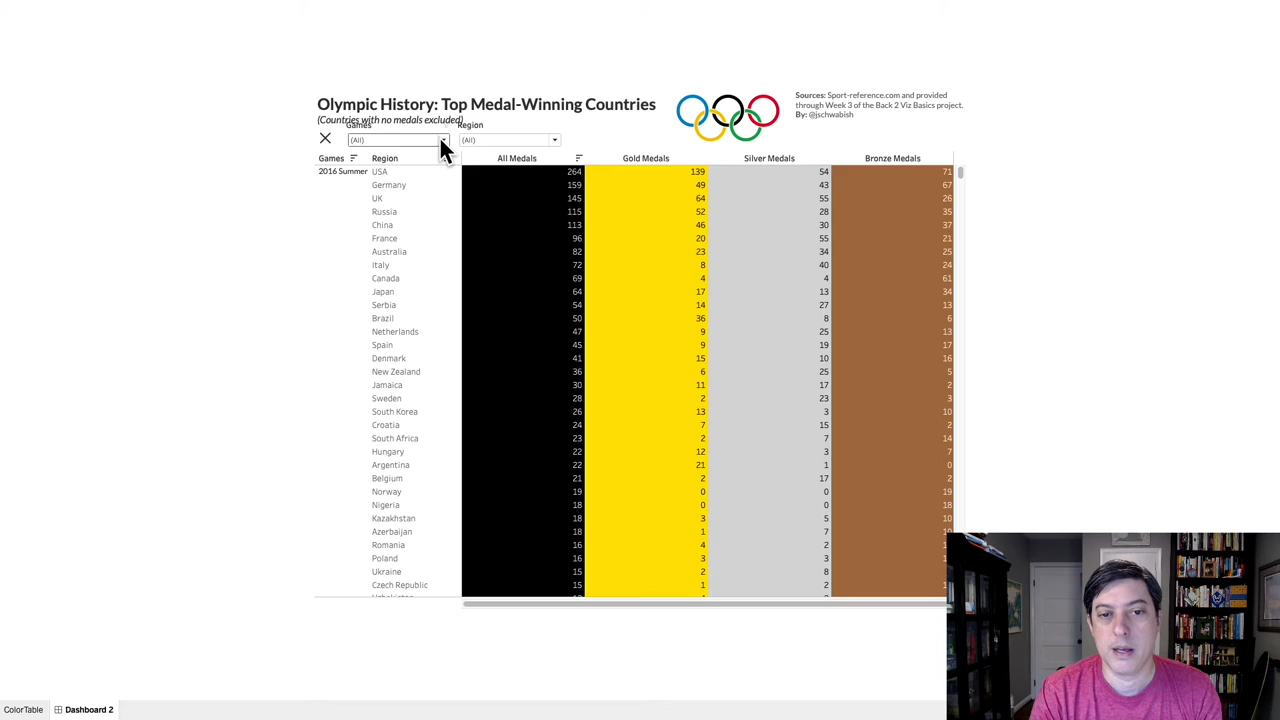 Olympic History: Top Medal-Winning Countries
(Countries with no medals excluded)
Sources: Sport-reference.com and provided
through Week 3 of the Back 2 Viz Basics project.
By: @jschwabish
Games Region
(All) (All)
Games Region All Medals Gold Medals Silver Medals Bronze Medals
2016 Summer USA 264 139 54 71
Germany 159 49 43 67
UK 145 64 55 26
Russia 115 52 28 35
China 113 46 30 37
France 96 20 55 21
Australia 82 23 34 25
Italy 72 8 40 24
Canada 69 4 4 61
Japan 64 17 13 34
Serbia 54 14 27 13
Brazil 50 36 8 6
Netherlands 47 9 25 13
Spain 45 9 19 17
Denmark 41 15 10 16
New Zealand 36 6 25 5
Jamaica 30 11 17 2
Sweden 28 2 23 3
South Korea 26 13 3 10
Croatia 24 7 15 2
South Africa 23 2 7 14
Hungary 22 12 3 7
Argentina 22 21 1 0
Belgium 21 2 17 2
Norway 19 0 0 19
Nigeria 18 0 0 18
Kazakhstan 18 3 5 10
Azerbaijan 18 1 7
Romania 16 4 2
Poland 16 3 3
Ukraine 15 2 8
Czech Republic 15 1 2
ColorTable Dashboard 2